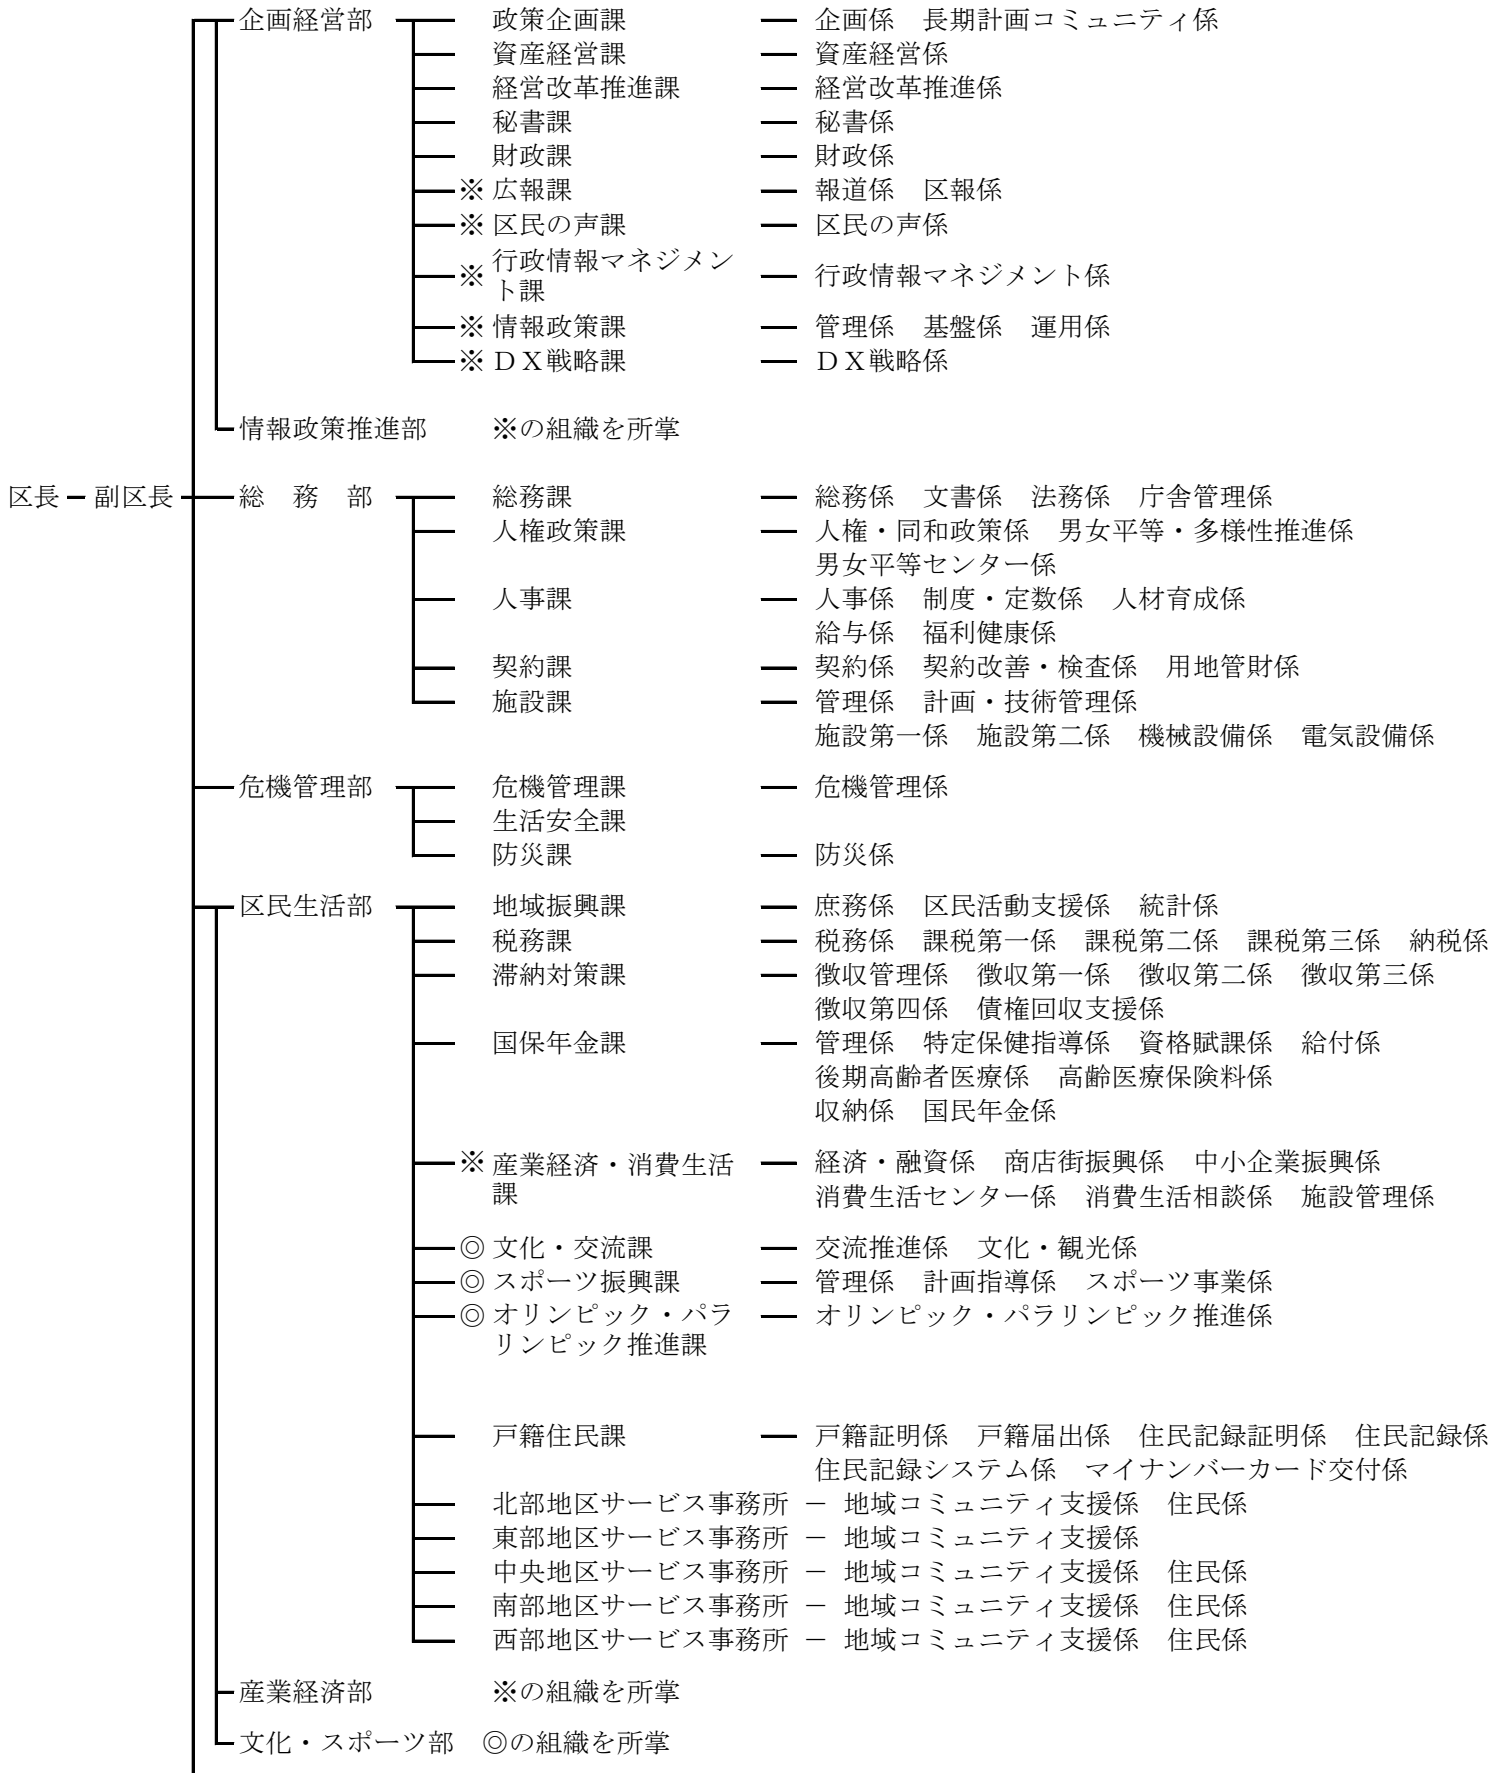 企画経営部 政策企画課 企画係 長期計画コミュニティ係
資産経営課 資産経営係
経営改革推進課 経営改革推進係
秘書課 秘書係
財政課 財政係
※ 広報課 報道係 区報係
※ 区民の声課 区民の声係
※ 行政情報マネジメン
ト課 行政情報マネジメント係
※ 情報政策課 管理係 基盤係 運用係
※ ＤＸ戦略課 ＤＸ戦略係
情報政策推進部 ※の組織を所掌
区長 副区長 総　務　部 総務課 総務係 文書係 法務係 庁舎管理係
人権政策課 人権・同和政策係 男女平等・多様性推進係
男女平等センター係
人事課 人事係 制度・定数係 人材育成係
給与係 福利健康係
契約課 契約係 契約改善・検査係 用地管財係
施設課 管理係 計画・技術管理係
施設第一係 施設第二係 機械設備係 電気設備係
危機管理部 危機管理課 危機管理係
生活安全課
防災課 防災係
区民生活部 地域振興課 庶務係 区民活動支援係 統計係
税務課 税務係 課税第一係 課税第二係 課税第三係 納税係
滞納対策課 徴収管理係 徴収第一係 徴収第二係 徴収第三係
徴収第四係 債権回収支援係
国保年金課 管理係 特定保健指導係 資格賦課係 給付係
後期高齢者医療係 高齢医療保険料係
収納係 国民年金係
※ 産業経済・消費生活 経済・融資係 商店街振興係 中小企業振興係
課 消費生活センター係 消費生活相談係 施設管理係
◎ 文化・交流課 交流推進係 文化・観光係
◎ スポーツ振興課 管理係 計画指導係 スポーツ事業係
◎ オリンピック・パラ オリンピック・パラリンピック推進係
リンピック推進課
戸籍住民課 戸籍証明係 戸籍届出係 住民記録証明係 住民記録係
住民記録システム係 マイナンバーカード交付係
北部地区サービス事務所 － 地域コミュニティ支援係 住民係
東部地区サービス事務所 － 地域コミュニティ支援係
中央地区サービス事務所 － 地域コミュニティ支援係 住民係
南部地区サービス事務所 － 地域コミュニティ支援係 住民係
西部地区サービス事務所 － 地域コミュニティ支援係 住民係
産業経済部 ※の組織を所掌
文化・スポーツ部 ◎の組織を所掌